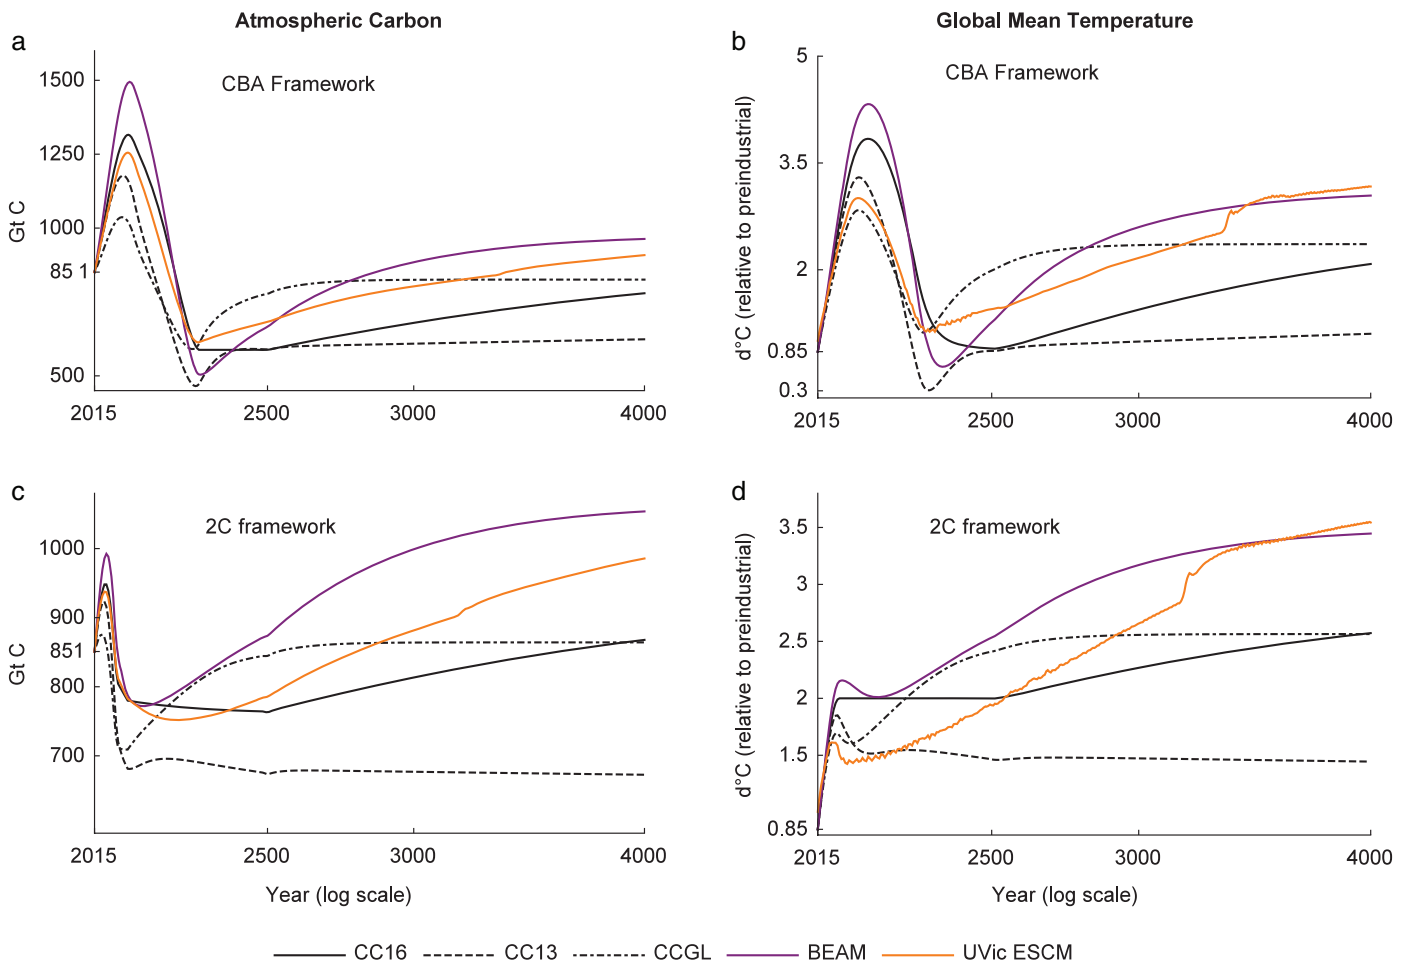 Atmospheric Carbon
Global Mean Temperature
a
CBA Framework
Gt C
1500
1250
1000
85 1
500
2015
2500
3000
4000
b
CBA Framework
d°C (relative to preindustrial)
5
3.5
2
0.85
0.3
2015
2500
3000
4000
c
2C framework
Gt C
1000
900
851
800
700
2015
2500
3000
4000
Year (log scale)
d
2C framework
d°C (relative to preindustrial)
3.5
3
2.5
2
1.5
0.85
2015
2500
3000
4000
Year (log scale)
CC16 CC13 CCGL BEAM UVic ESCM